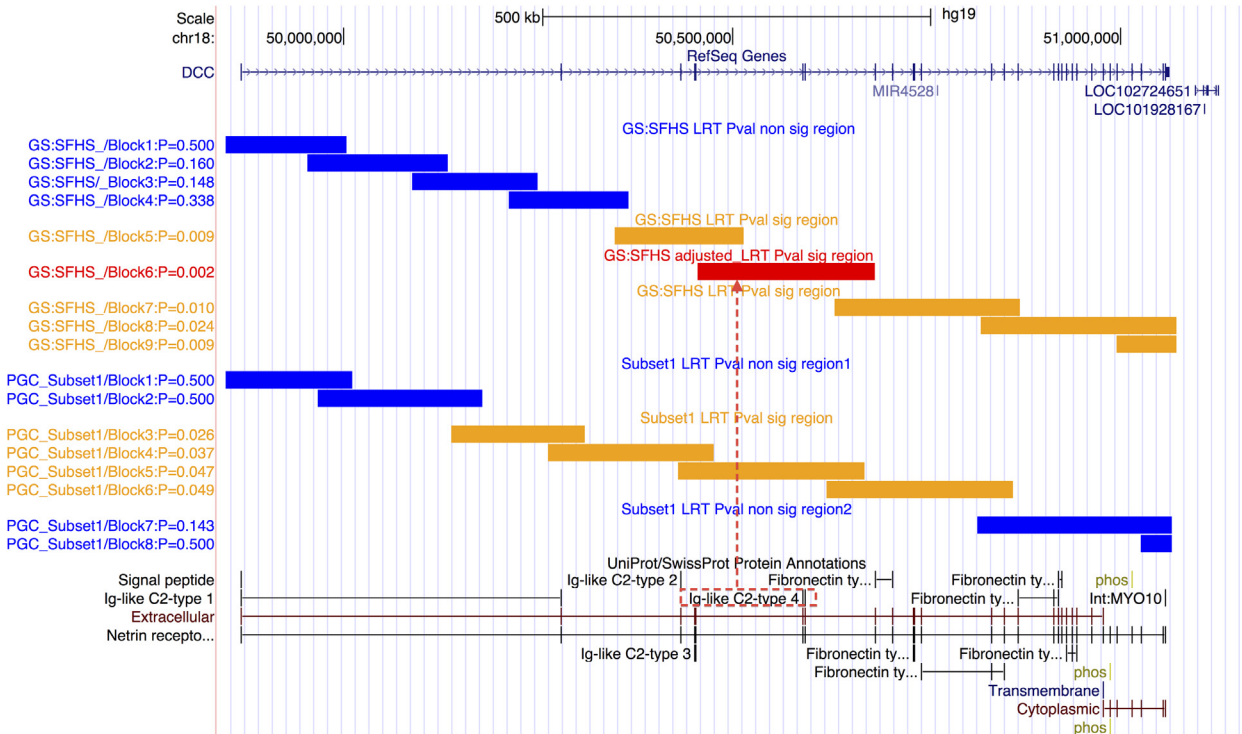 Scale 500 kb hg19
chr18: 50,000,000 50,500,000 51,000,000
RefSeq Genes
DCC
MIR4528 LOC102724651
LOC101928167
GS:SFHS LRT Pval non sig region
GS:SFHS_/Block1:P=0.500
GS:SFHS_/Block2:P=0.160
GS:SFHS/_Block3:P=0.148
GS:SFHS_/Block4:P=0.338
GS:SFHS LRT Pval sig region
GS:SFHS_/Block5:P=0.009
GS:SFHS adjusted_LRT Pval sig region
GS:SFHS_/Block6:P=0.002
GS:SFHS LRT Pval sig region
GS:SFHS_/Block7:P=0.010
GS:SFHS_/Block8:P=0.024
GS:SFHS_/Block9:P=0.009
Subset1 LRT Pval non sig region1
PGC_Subset1/Block1:P=0.500
PGC_Subset1/Block2:P=0.500
Subset1 LRT Pval sig region
PGC_Subset1/Block3:P=0.026
PGC_Subset1/Block4:P=0.037
PGC_Subset1/Block5:P=0.047
PGC_Subset1/Block6:P=0.049
Subset1 LRT Pval non sig region2
PGC_Subset1/Block7:P=0.143
PGC_Subset1/Block8:P=0.500
UniProt/SwissProt Protein Annotations
Signal peptide Ig-like C2-type 2 Fibronectin ty... Fibronectin ty... phos
Ig-like C2-type 1 Ig-like C2-type 4 Fibronectin ty... Int:MYO10
Extracellular
Netrin recepto...
Ig-like C2-type 3 Fibronectin ty... Fibronectin ty...
Fibronectin ty... phos
Transmembrane
Cytoplasmic
phos